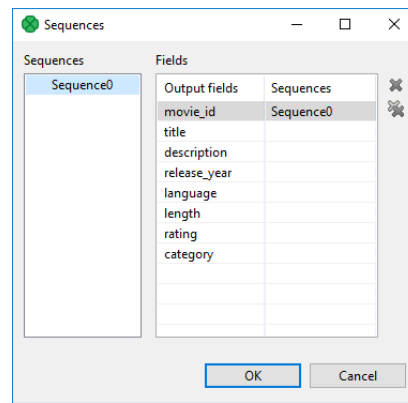 Sequences
Sequences
Fields
Sequence0
Output fields Sequences
movie_id Sequence0
title
description
release_year
language
length
rating
category
OK Cancel